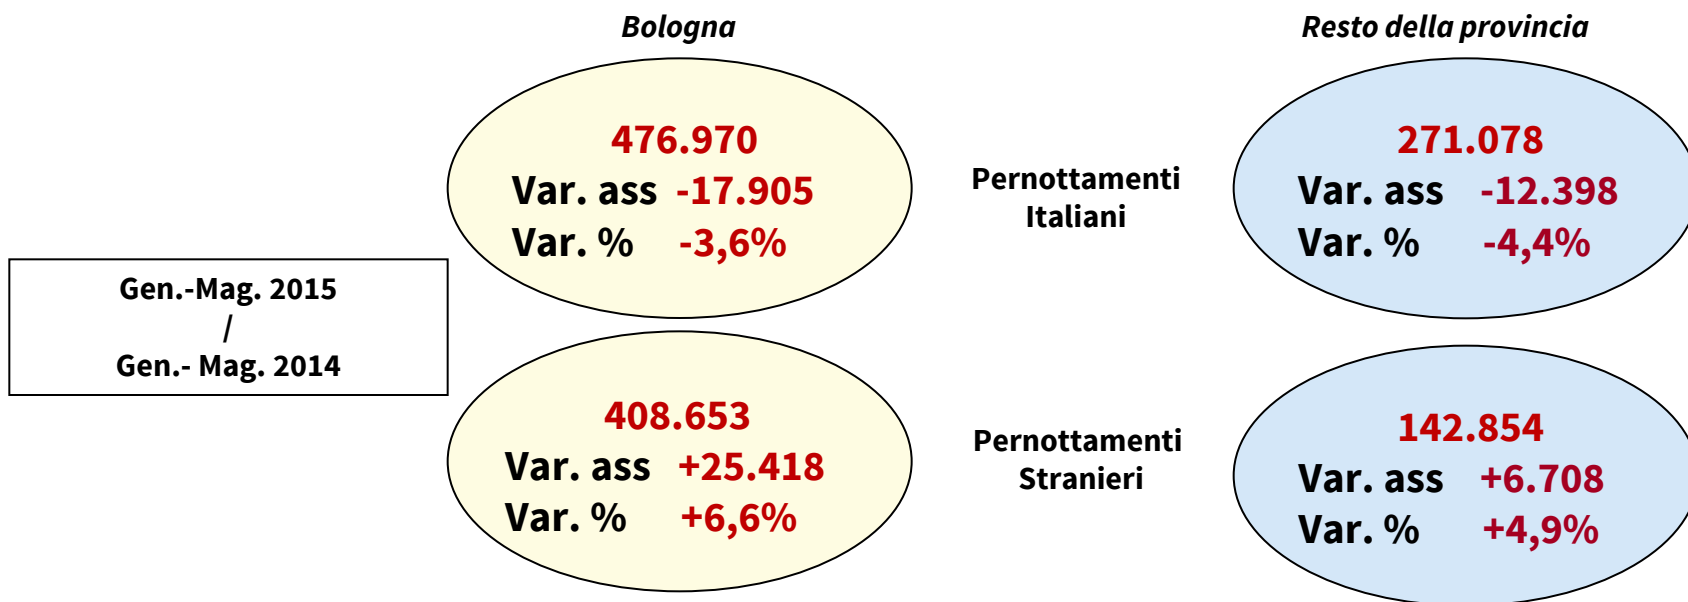 Bologna
Resto della provincia
476.970
Var. ass -17.905
Var. % -3,6%
Pernottamenti
Italiani
271.078
Var. ass -12.398
Var. % -4,4%
Gen.-Mag. 2015
/
Gen.- Mag. 2014
408.653
Var. ass +25.418
Var. % +6,6%
Pernottamenti
Stranieri
142.854
Var. ass +6.708
Var. % +4,9%